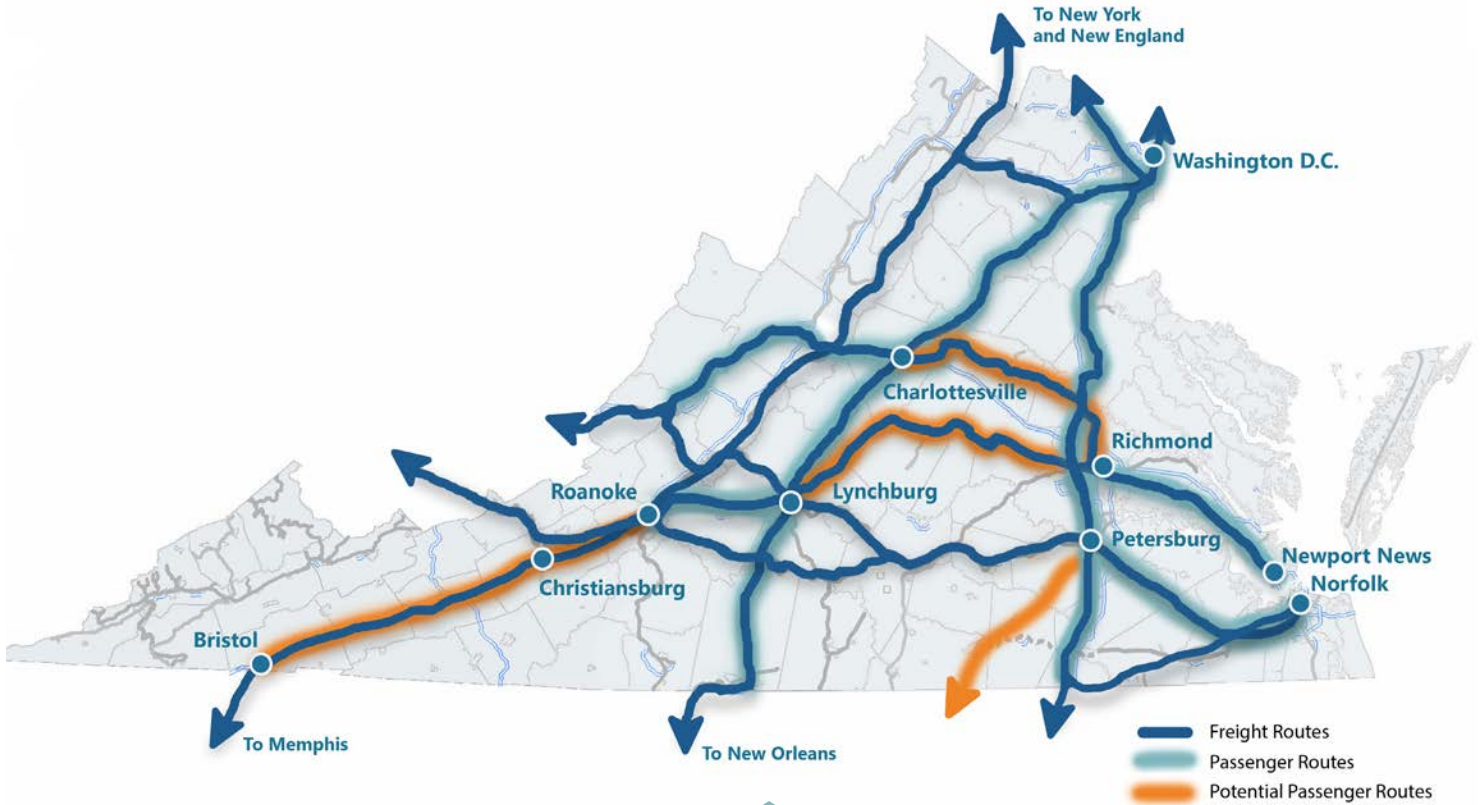 To New York
and New England
Washington D.C.
Charlottesville
Richmond
Roanoke
Lynchburg
Petersburg
Christiansburg
Newport News
Norfolk
Bristol
To Memphis
To New Orleans
Freight Routes
Passenger Routes
Potential Passenger Routes